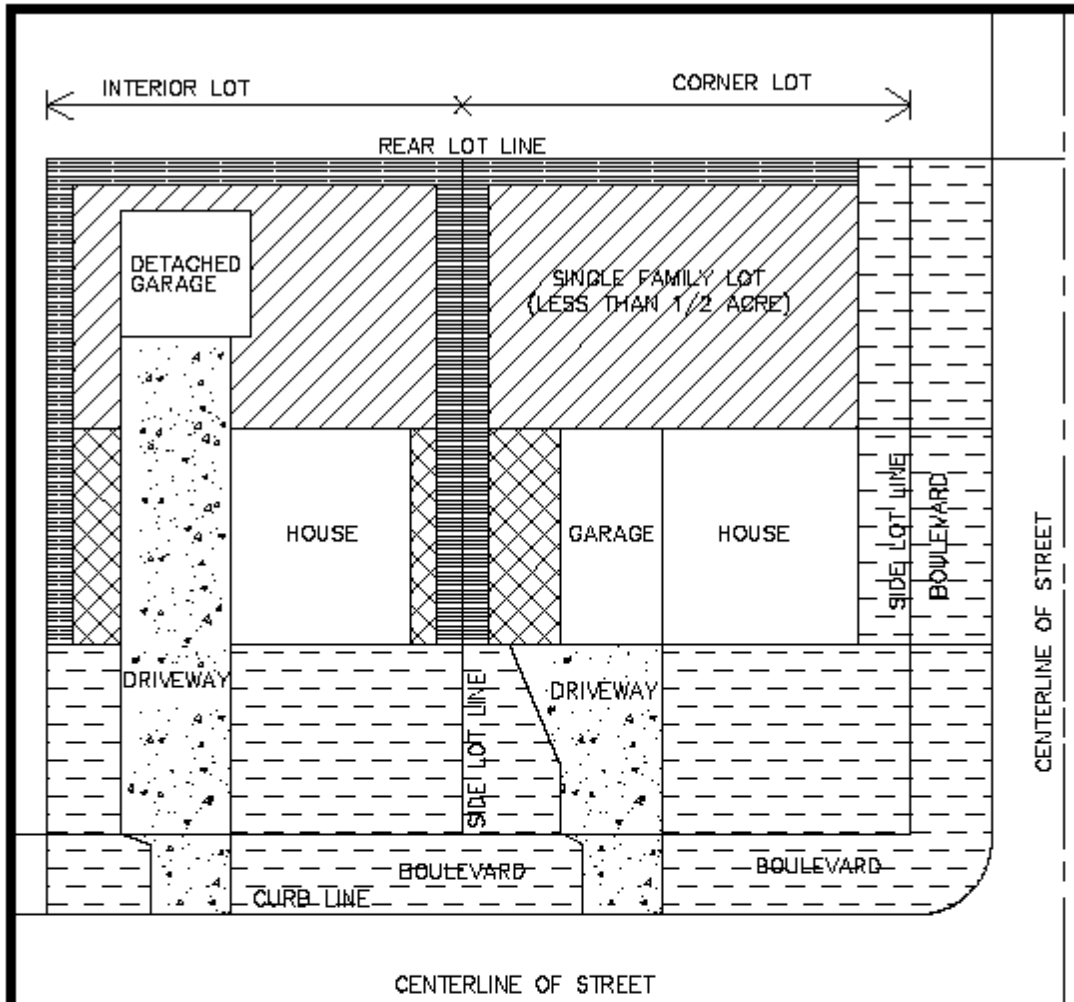 INTERIOR LOT
CORNER LOT
REAR LOT LINE
DETACHED
GARAGE
SINGLE FAMILY LOT
(LESS THAN 1/2 ACRE)
HOUSE
GARAGE
HOUSE
SIDE LOT LINE
BOULEVARD
CENTERLINE OF STREET
DRIVEWAY
SIDE LOT LINE
DRIVEWAY
BOULEVARD
BOULEVARD
CURB LINE
CENTERLINE OF STREET